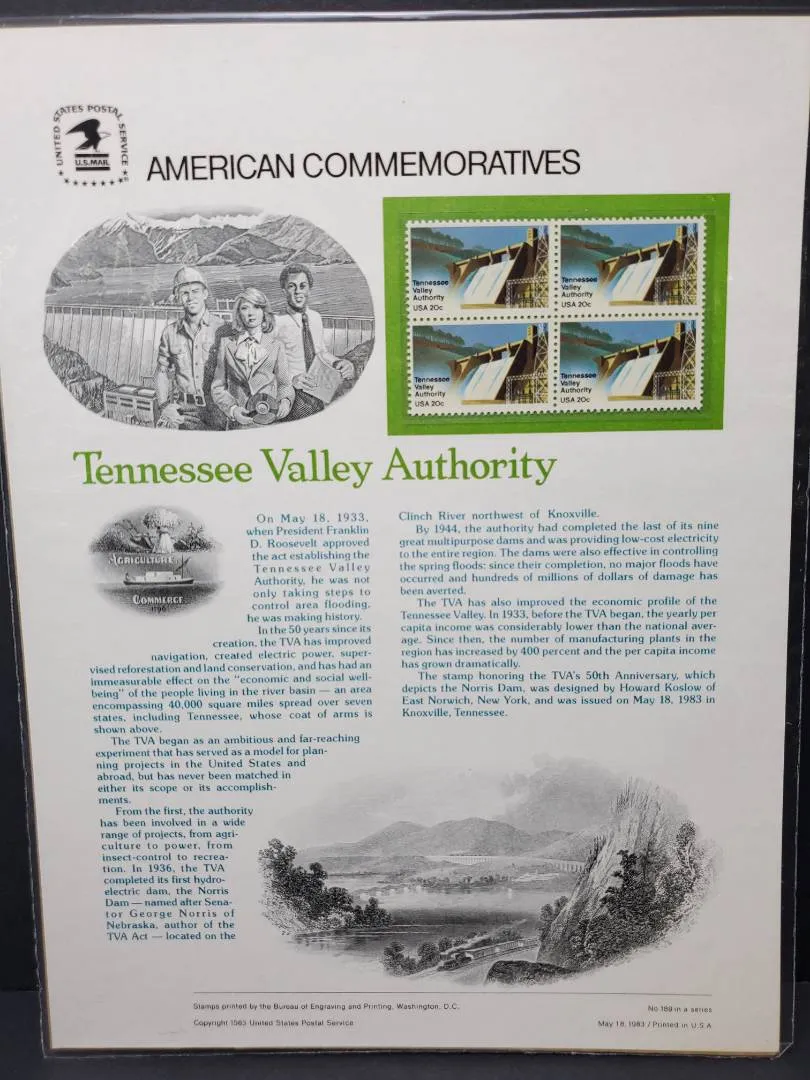 UNITED STATES POSTAL SERVICE
U.S. MAIL
AMERICAN COMMEMORATIVES
Tennessee
Valley
Authority
USA 20c
Tennessee
Valley
Authority
USA 20c
Tennessee
Valley
Authority
USA 20c
Tennessee
Valley
Authority
USA 20c
Tennessee Valley Authority
AGRICULTURE
COMMERCE
1796
On May 18, 1933,
when President Franklin
D. Roosevelt approved
the act establishing the
Tennessee Valley
Authority, he was not
only taking steps to
control area flooding,
he was making history.
In the 50 years since its
creation, the TVA has improved
navigation, created electric power, super-
vised reforestation and land conservation, and has had an
immeasurable effect on the "economic and social well-
being" of the people living in the river basin — an area
encompassing 40,000 square miles spread over seven
states, including Tennessee, whose coat of arms is
shown above.
The TVA began as an ambitious and far-reaching
experiment that has served as a model for plan-
ning projects in the United States and
abroad, but has never been matched in
either its scope or its accomplish-
ments.
From the first, the authority
has been involved in a wide
range of projects, from agri-
culture to power, from
insect-control to recrea-
tion. In 1936, the TVA
completed its first hydro-
electric dam, the Norris
Dam — named after Sena-
tor George Norris of
Nebraska, author of the
TVA Act — located on the
Clinch River northwest of Knoxville.
By 1944, the authority had completed the last of its nine
great multipurpose dams and was providing low-cost electricity
to the entire region. The dams were also effective in controlling
the spring floods: since their completion, no major floods have
occurred and hundreds of millions of dollars of damage has
been averted.
The TVA has also improved the economic profile of the
Tennessee Valley. In 1933, before the TVA began, the yearly per
capita income was considerably lower than the national aver-
age. Since then, the number of manufacturing plants in the
region has increased by 400 percent and the per capita income
has grown dramatically.
The stamp honoring the TVA's 50th Anniversary, which
depicts the Norris Dam, was designed by Howard Koslow of
East Norwich, New York, and was issued on May 18, 1983 in
Knoxville, Tennessee.
Stamps printed by the Bureau of Engraving and Printing, Washington, D.C.
Copyright 1983 United States Postal Service
No. 189 in a series
May 18, 1983 / Printed in U.S.A.